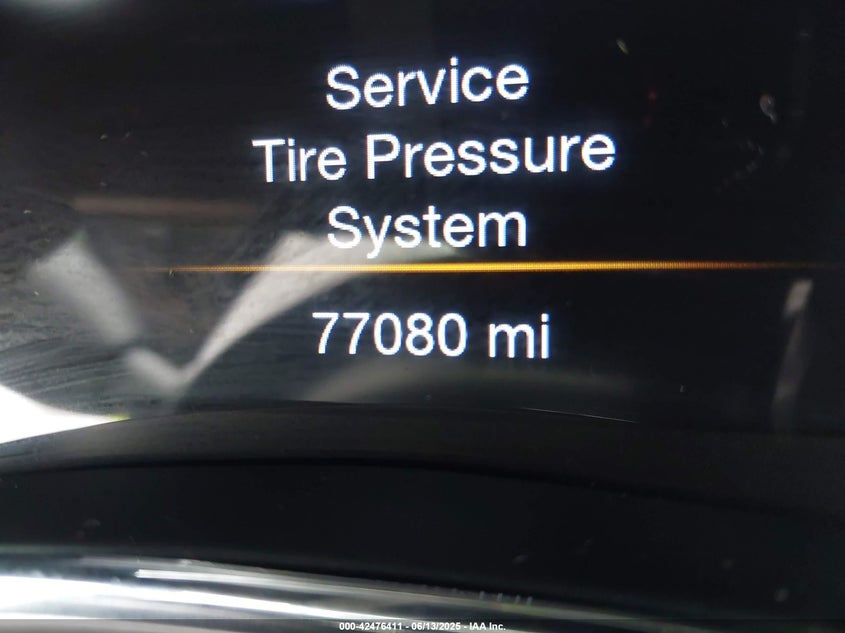 Service
Tire Pressure
System
77080 mi
000-42476411 - 06/13/2025 - IAA Inc.